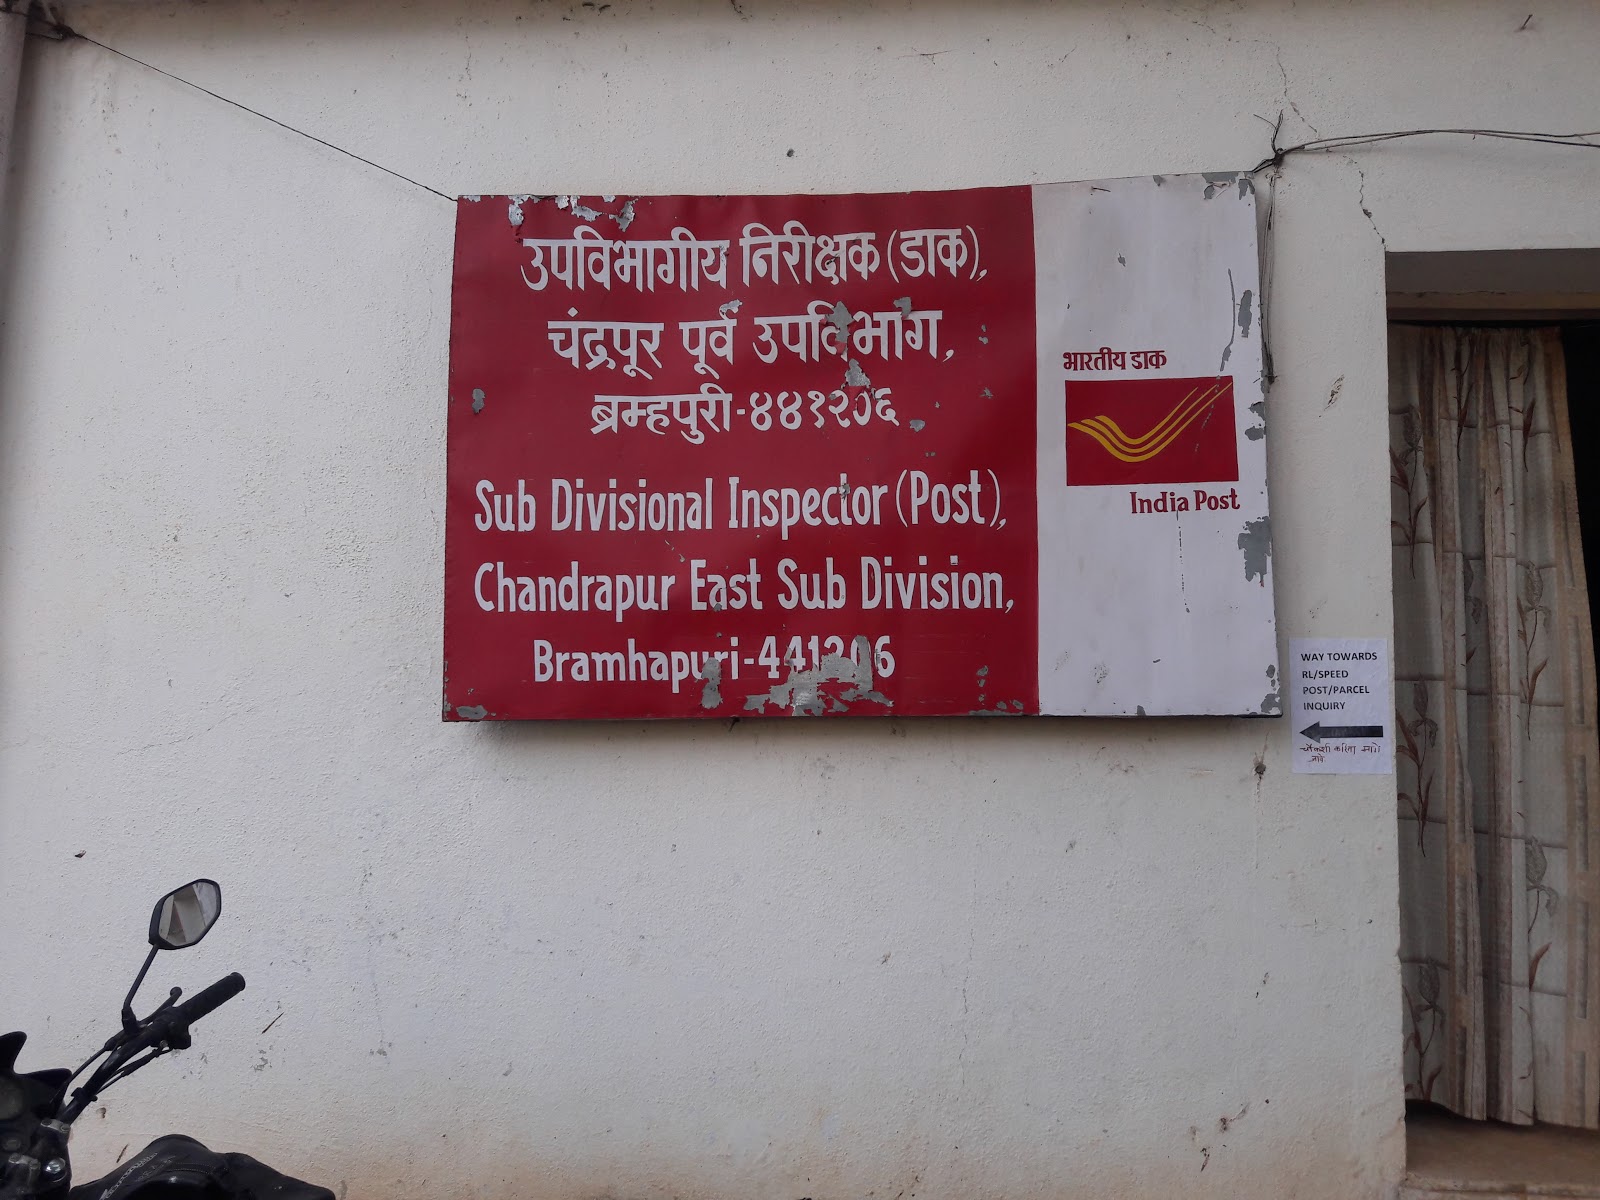 उपविभागीय निरीक्षक (डाक),
चंद्रपूर पूर्व उपविभाग,
ब्रम्हपुरी-४४१२०६
Sub Divisional Inspector (Post),
Chandrapur East Sub Division,
Bramhapuri-441206
भारतीय डाक
India Post
WAY TOWARDS
RL/SPEED
POST/PARCEL
INQUIRY